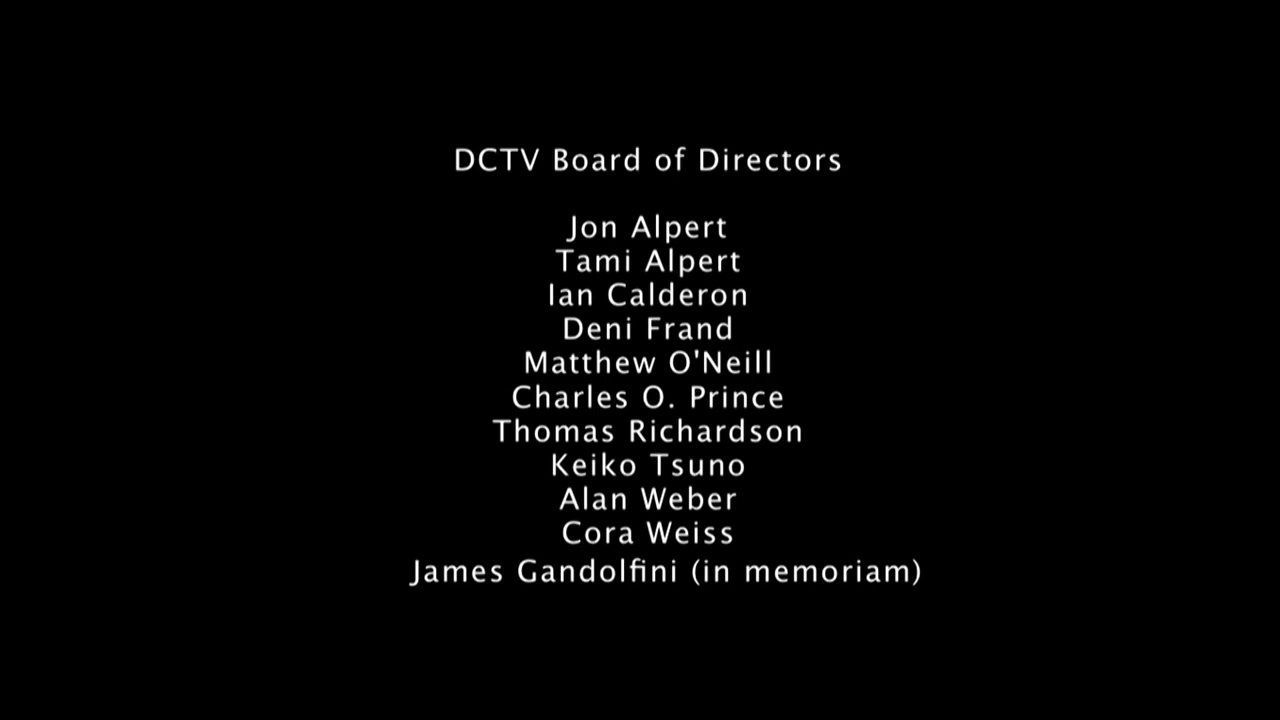 DCTV Board of Directors
Jon Alpert
Tami Alpert
Ian Calderon
Deni Frand
Matthew O'Neill
Charles O. Prince
Thomas Richardson
Keiko Tsuno
Alan Weber
Cora Weiss
James Gandolfini (in memoriam)